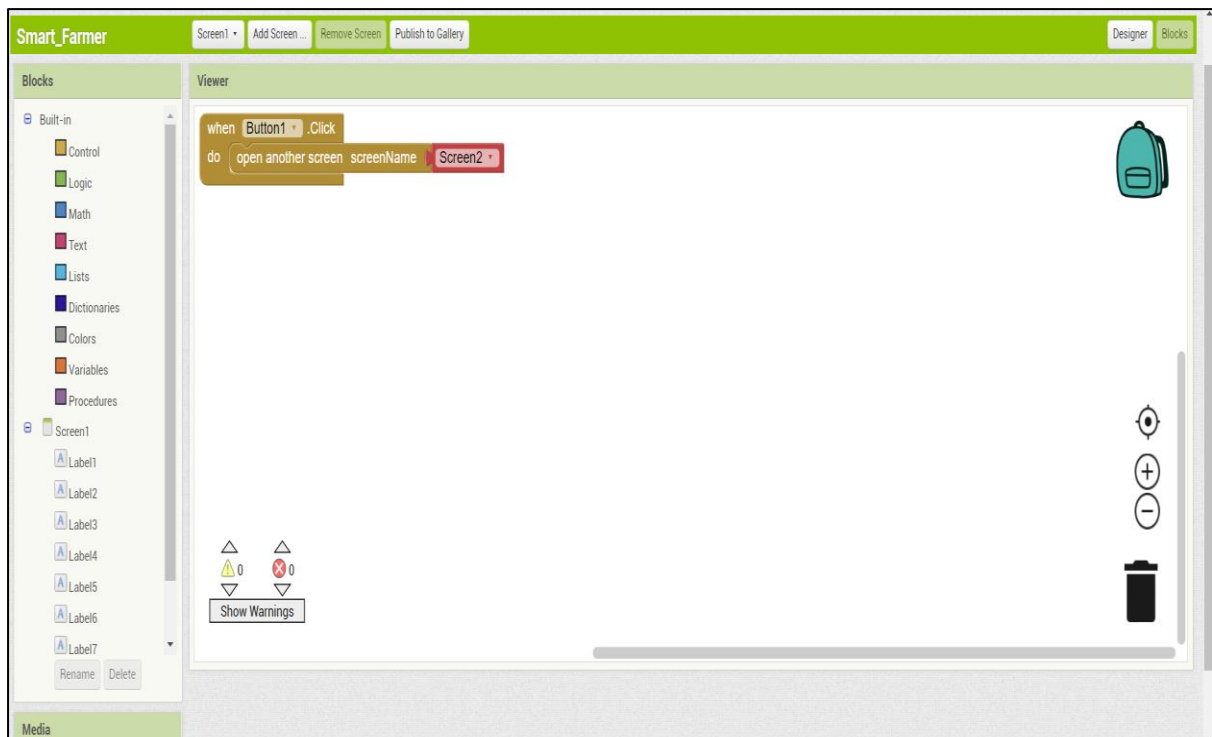 Smart_Farmer
Screen1 Add Screen ... Remove Screen Publish to Gallery Designer Blocks
Blocks
Viewer
Built-in
Control
Logic
Math
Text
Lists
Dictionaries
Colors
Variables
Procedures
Screen1
A Label1
A Label2
A Label3
A Label4
A Label5
A Label6
A Label7
Rename Delete
Media
when Button1 .Click
do open another screen screenName Screen2
0 0
Show Warnings